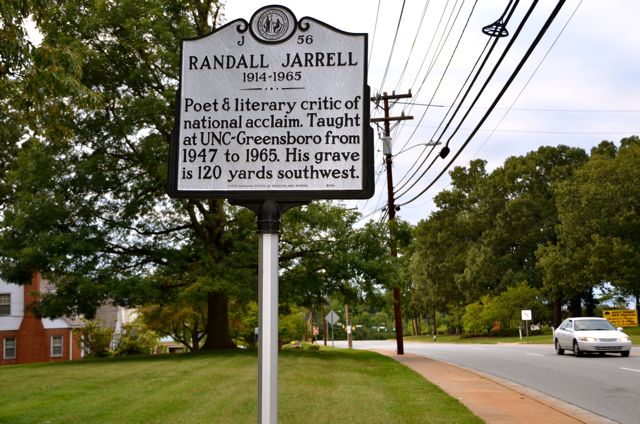 J 56
RANDALL JARRELL
1914-1965
Poet & literary critic of
national acclaim. Taught
at UNC-Greensboro from
1947 to 1965. His grave
is 120 yards southwest.